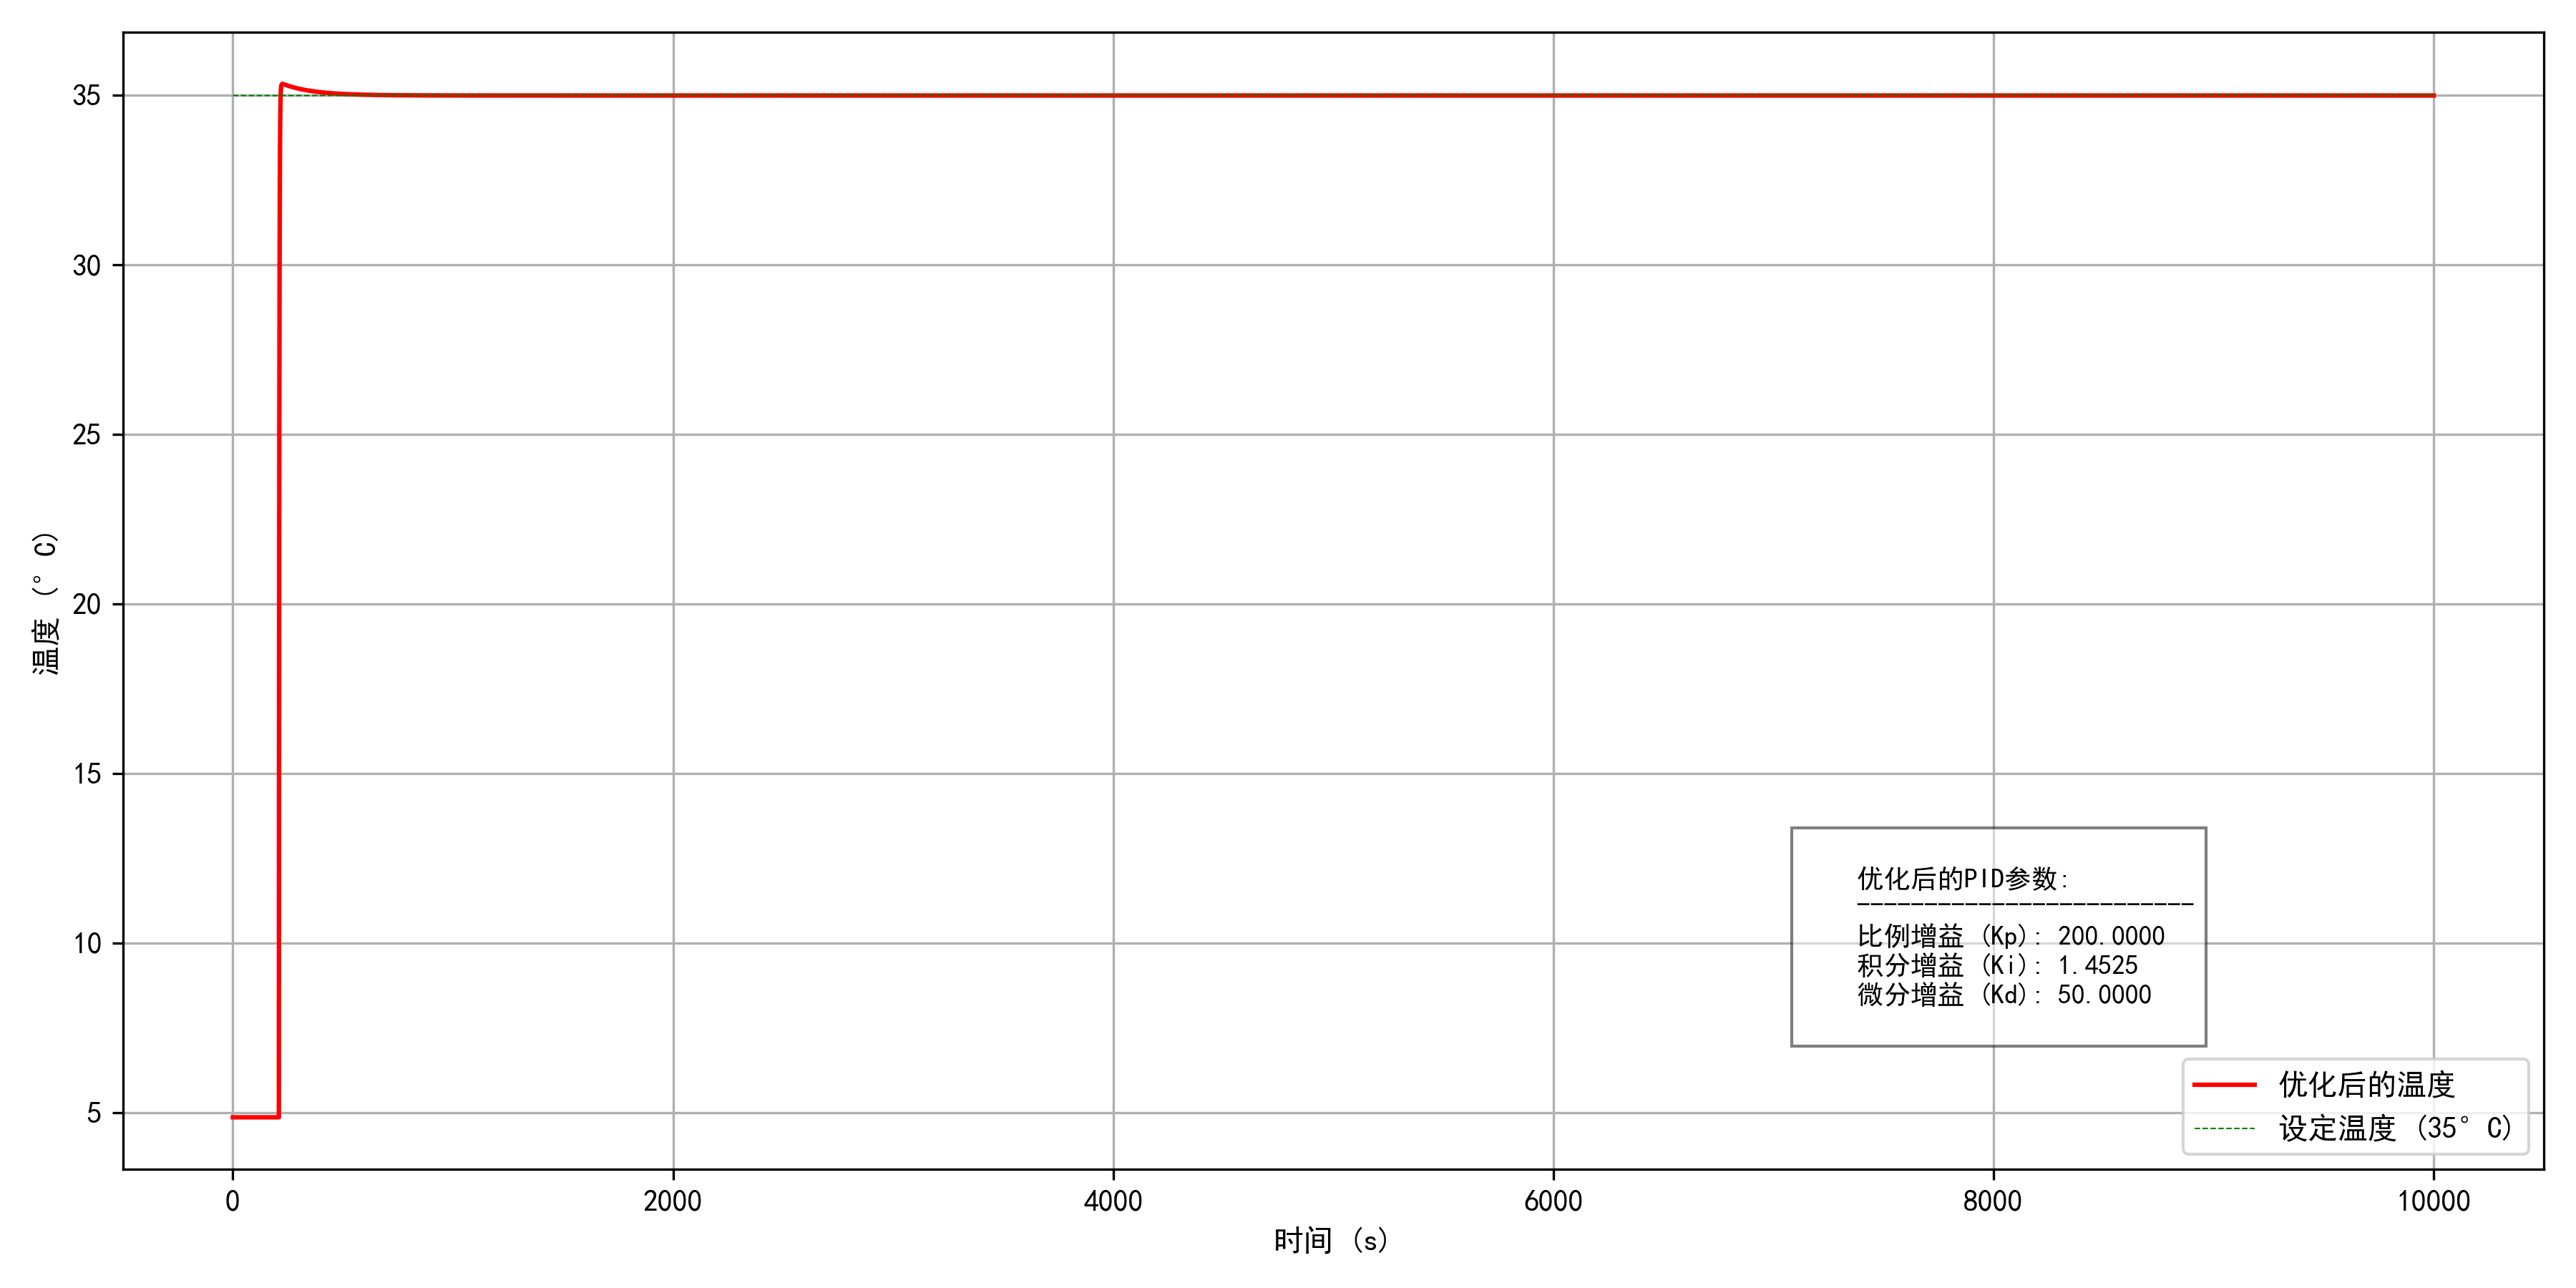 35
30
25
20
15
10
5
温度 (°C)
优化后的PID参数:
-------------------------
比例增益 (Kp): 200.0000
积分增益 (Ki): 1.4525
微分增益 (Kd): 50.0000
优化后的温度
设定温度 (35°C)
0 2000 4000 6000 8000 10000
时间 (s)